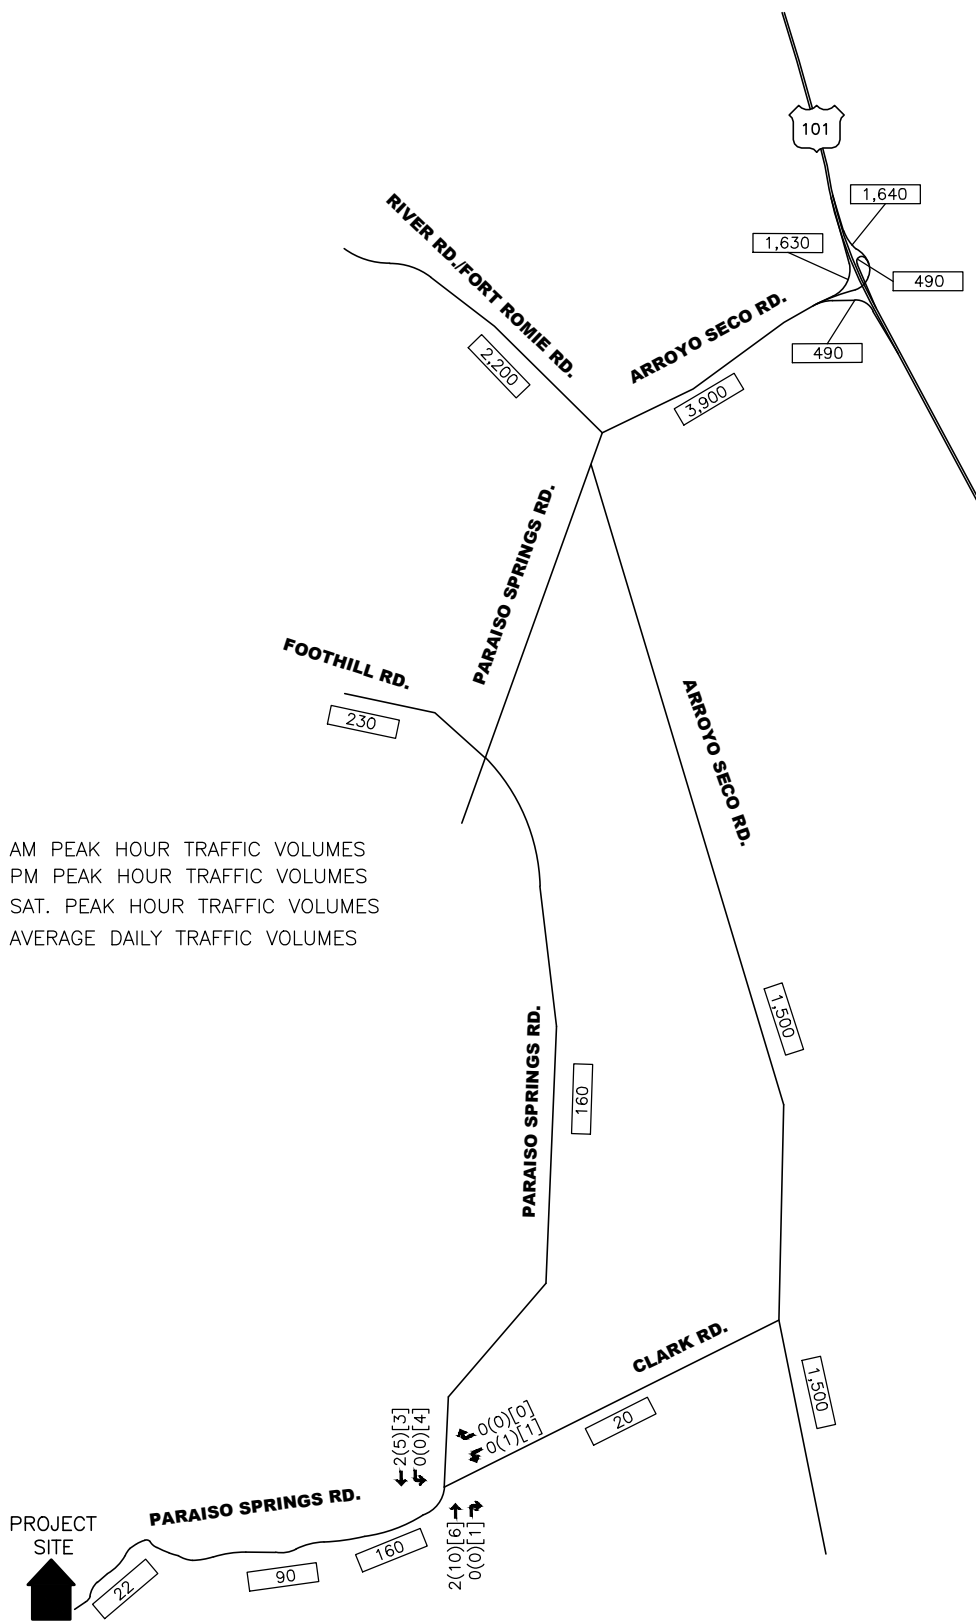 101
1,640
1,630
490
490
RIVER RD./FORT ROMIE RD.
2,200
ARROYO SECO RD.
3,900
PARAISO SPRINGS RD.
FOOTHILL RD.
230
ARROYO SECO RD.
AM PEAK HOUR TRAFFIC VOLUMES
PM PEAK HOUR TRAFFIC VOLUMES
SAT. PEAK HOUR TRAFFIC VOLUMES
AVERAGE DAILY TRAFFIC VOLUMES
1,500
PARAISO SPRINGS RD.
160
CLARK RD.
1,500
20
2(5)[3]
0(0)[4]
0(0)[0]
0(1)[1]
PARAISO SPRINGS RD.
2(10)[6]
0(0)[1]
160
90
22
PROJECT
SITE